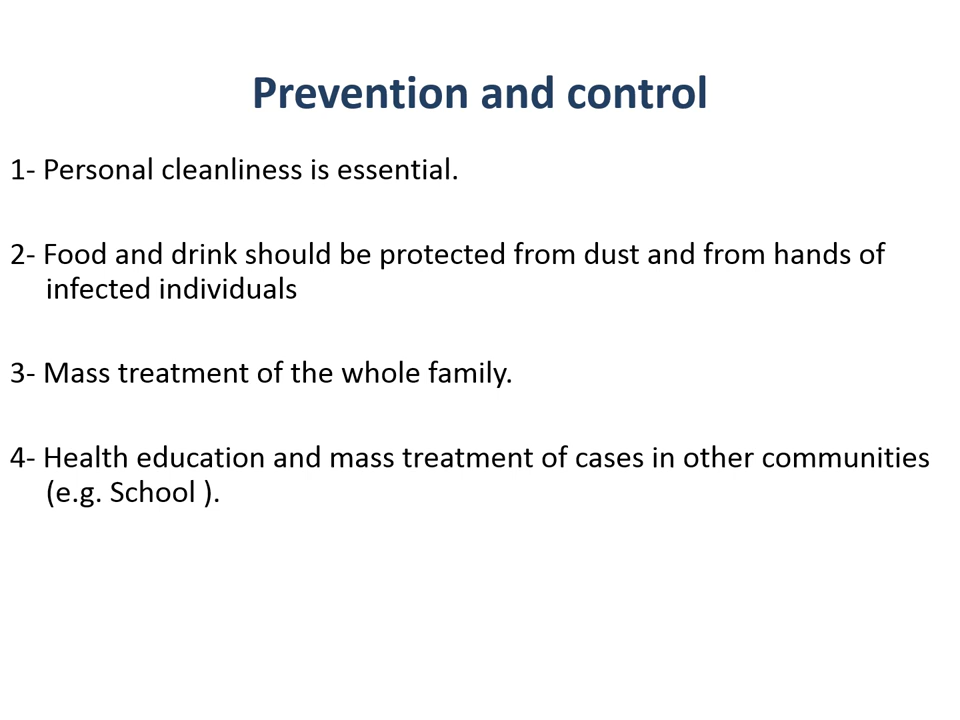 Prevention and control
1- Personal cleanliness is essential.
2- Food and drink should be protected from dust and from hands of
infected individuals
3- Mass treatment of the whole family.
4- Health education and mass treatment of cases in other communities
(e.g. School ).